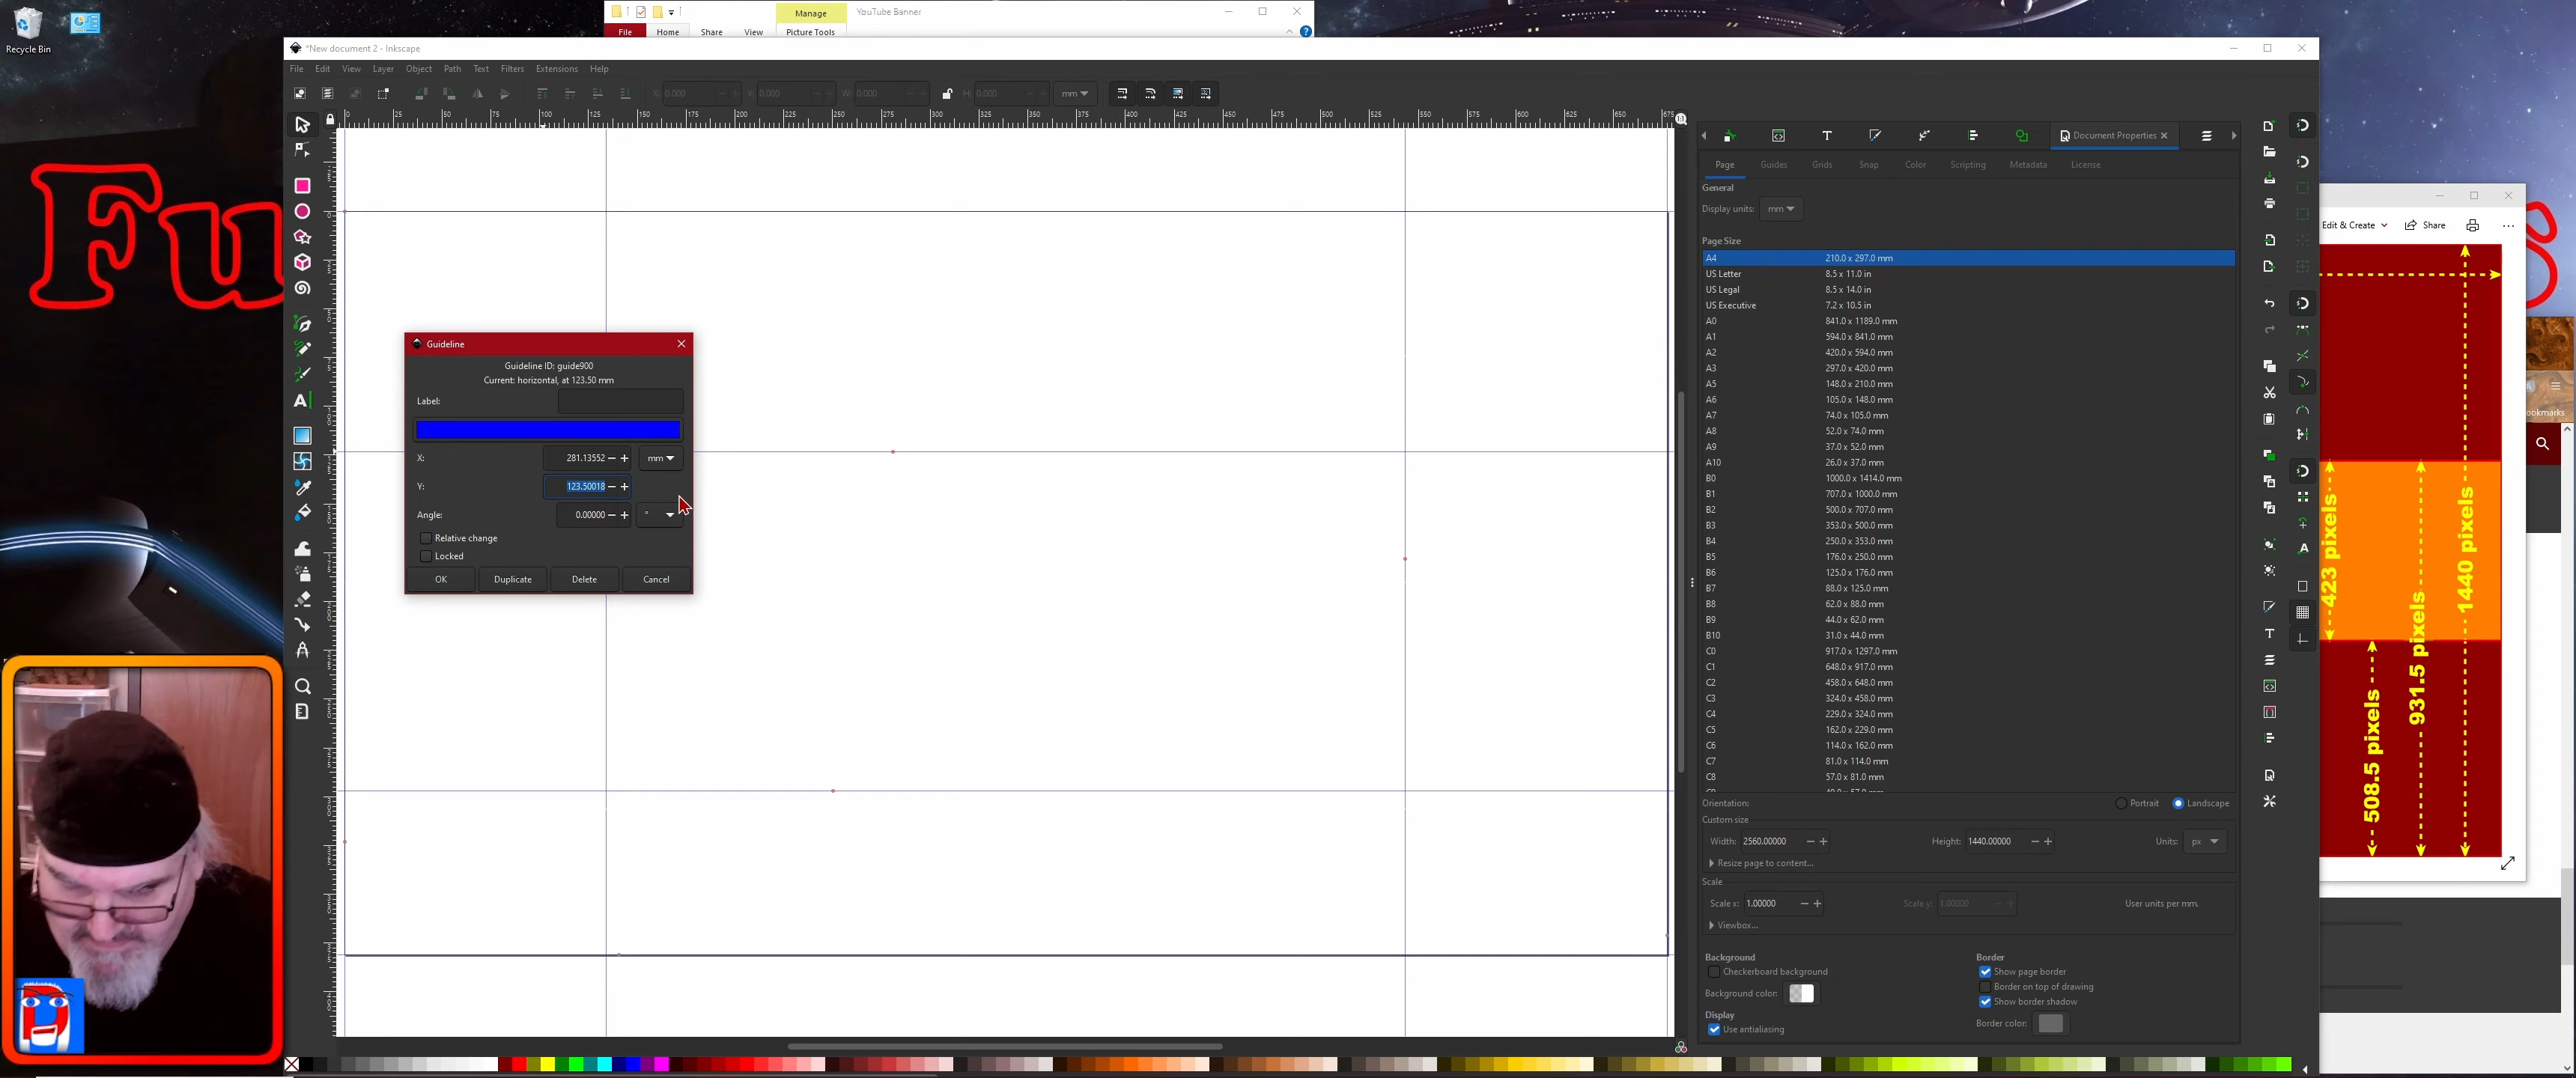 Recycle Bin
Manage
YouTube Banner
File
Home
Share
View
Picture Tools
*New document 2 - Inkscape
File
Edit
View
Layer
Object
Path
Text
Filters
Extensions
Help
X: 0.000
Y: 0.000
W: 0.000
H: 0.000
mm
Fu
s
Guideline
Guideline ID: guide900
Current: horizontal, at 123.50 mm
Label:
X:
281.13552
mm
Y:
123.50018
Angle:
0.00000
°
Relative change
Locked
OK
Duplicate
Delete
Cancel
Document Properties
Page
Guides
Grids
Snap
Color
Scripting
Metadata
License
General
Display units:
mm
Page Size
A4 210.0 x 297.0 mm
US Letter 8.5 x 11.0 in
US Legal 8.5 x 14.0 in
US Executive 7.2 x 10.5 in
A0 841.0 x 1189.0 mm
A1 594.0 x 841.0 mm
A2 420.0 x 594.0 mm
A3 297.0 x 420.0 mm
A5 148.0 x 210.0 mm
A6 105.0 x 148.0 mm
A7 74.0 x 105.0 mm
A8 52.0 x 74.0 mm
A9 37.0 x 52.0 mm
A10 26.0 x 37.0 mm
B0 1000.0 x 1414.0 mm
B1 707.0 x 1000.0 mm
B2 500.0 x 707.0 mm
B3 353.0 x 500.0 mm
B4 250.0 x 353.0 mm
B5 176.0 x 250.0 mm
B6 125.0 x 176.0 mm
B7 88.0 x 125.0 mm
B8 62.0 x 88.0 mm
B9 44.0 x 62.0 mm
B10 31.0 x 44.0 mm
C0 917.0 x 1297.0 mm
C1 648.0 x 917.0 mm
C2 458.0 x 648.0 mm
C3 324.0 x 458.0 mm
C4 229.0 x 324.0 mm
C5 162.0 x 229.0 mm
C6 114.0 x 162.0 mm
C7 81.0 x 114.0 mm
C8 57.0 x 81.0 mm
Orientation:
Portrait
Landscape
Custom size
Width: 2560.00000
Height: 1440.00000
Units: px
Resize page to content...
Scale
Scale x: 1.00000
Scale y: 1.00000
User units per mm.
Viewbox...
Background
Checkerboard background
Background color:
Display
Use antialiasing
Border
Show page border
Border on top of drawing
Show border shadow
Border color:
Edit & Create
Share
423 pixels
508.5 pixels
931.5 pixels
1440 pixels
ookmarks